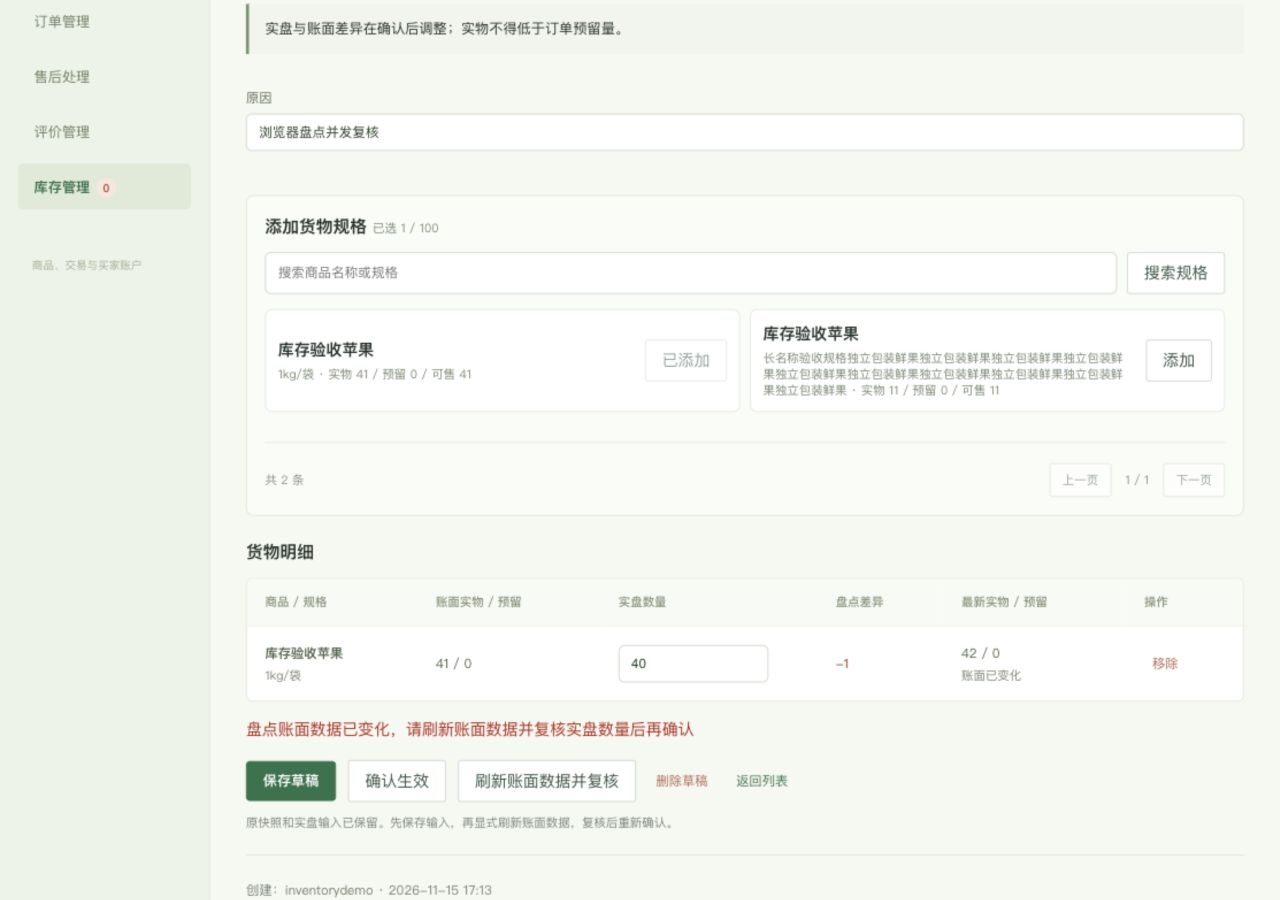 订单管理
售后处理
评价管理
库存管理 0
商品、交易与买家账户
实盘与账面差异在确认后调整；实物不得低于订单预留量。
原因
浏览器盘点并发复核
添加货物规格 已选 1 / 100
搜索商品名称或规格
搜索规格
库存验收苹果
1kg/袋 · 实物 41 / 预留 0 / 可售 41
已添加
库存验收苹果
长名称验收规格独立包装鲜果独立包装鲜果独立包装鲜果独立包装鲜
果独立包装鲜果独立包装鲜果独立包装鲜果独立包装鲜果独立包装鲜
果独立包装鲜果 · 实物 11 / 预留 0 / 可售 11
添加
共 2 条
上一页 1 / 1 下一页
货物明细
商品 / 规格 账面实物 / 预留 实盘数量 盘点差异 最新实物 / 预留 操作
库存验收苹果
1kg/袋
41 / 0
40
-1
42 / 0
账面已变化
移除
盘点账面数据已变化，请刷新账面数据并复核实盘数量后再确认
保存草稿 确认生效 刷新账面数据并复核 删除草稿 返回列表
原快照和实盘输入已保留。先保存输入，再显式刷新账面数据，复核后重新确认。
创建：inventorydemo · 2026-11-15 17:13